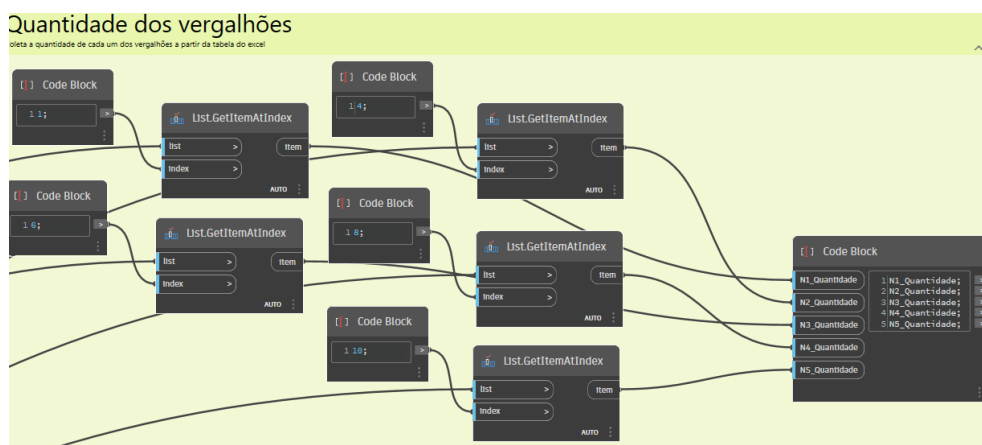 Quantidade dos vergalhões
oleta a quantidade de cada um dos vergalhões a partir da tabela do excel
[ ] Code Block
1 1;
>
List.GetItemAtIndex
list >
Item
Index >
AUTO
[ ] Code Block
1 4;
>
List.GetItemAtIndex
list >
Item
Index >
AUTO
[ ] Code Block
1 6;
>
List.GetItemAtIndex
list >
Item
Index >
AUTO
[ ] Code Block
1 8;
>
List.GetItemAtIndex
list >
Item
Index >
AUTO
[ ] Code Block
1 10;
>
List.GetItemAtIndex
list >
Item
Index >
AUTO
[ ] Code Block
N1_Quantidade
N2_Quantidade
N3_Quantidade
N4_Quantidade
N5_Quantidade
1 N1_Quantidade; >
2 N2_Quantidade; >
3 N3_Quantidade; >
4 N4_Quantidade; >
5 N5_Quantidade; >